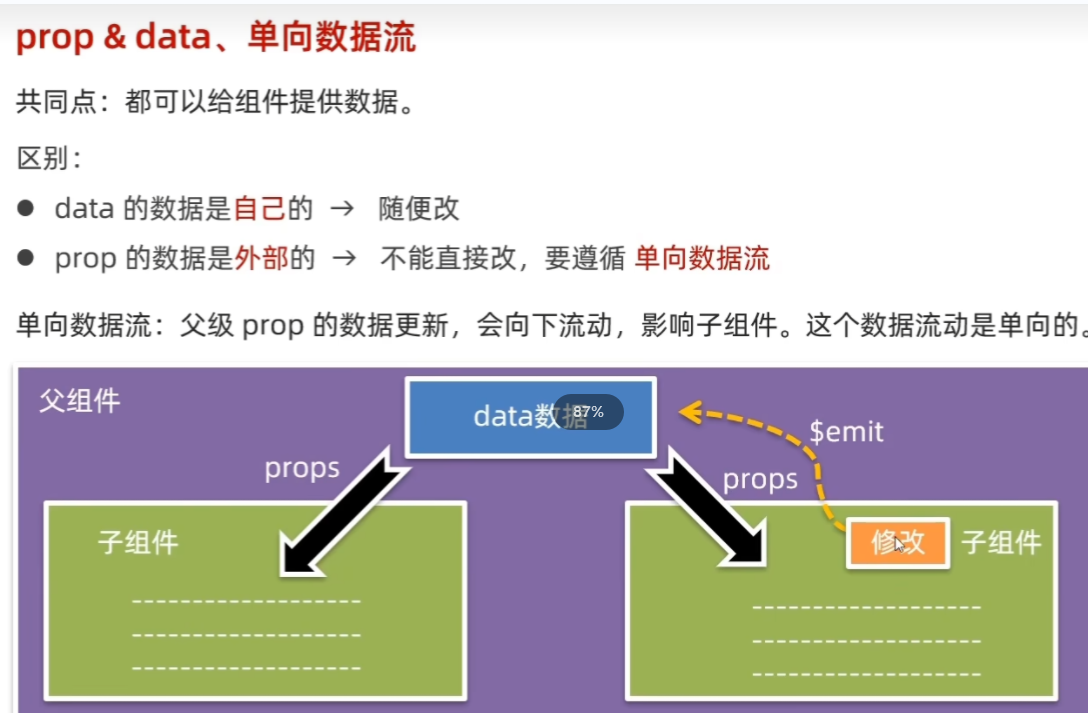 prop & data、单向数据流
共同点：都可以给组件提供数据。
区别：
● data 的数据是自己的 → 随便改
● prop 的数据是外部的 → 不能直接改，要遵循 单向数据流
单向数据流：父级 prop 的数据更新，会向下流动，影响子组件。这个数据流动是单向的。
父组件
data数据
87%
$emit
props
props
子组件
修改
子组件